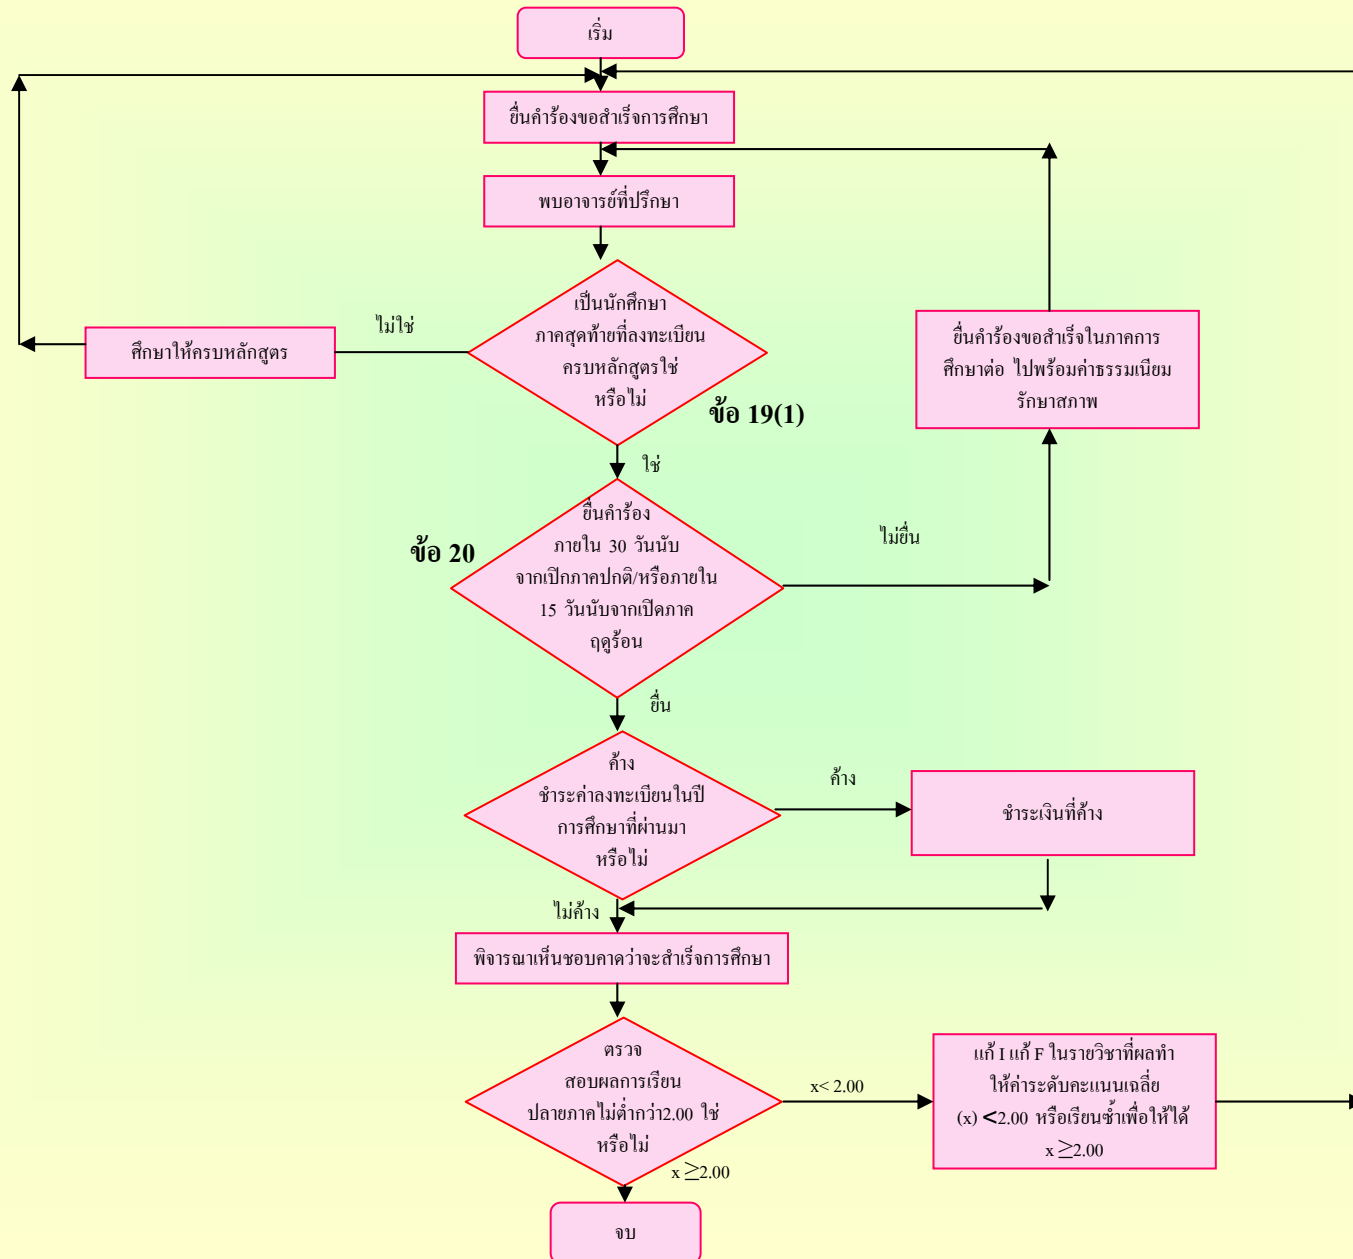 เริ่ม
ยื่นคำร้องขอสำเร็จการศึกษา
พบอาจารย์ที่ปรึกษา
เป็นนักศึกษา
ภาคสุดท้ายที่ลงทะเบียน
ครบหลักสูตรใช่
หรือไม่
ไม่ใช่
ศึกษาให้ครบหลักสูตร
ข้อ 19(1)
ใช่
ยื่นคำร้องขอสำเร็จในภาคการ
ศึกษาต่อ ไปพร้อมค่าธรรมเนียม
รักษาสภาพ
ข้อ 20
ยื่นคำร้อง
ภายใน 30 วันนับ
จากเปิกภาคปกติ/หรือภายใน
15 วันนับจากเปิดภาค
ฤดูร้อน
ไม่ยื่น
ยื่น
ค้าง
ชำระค่าลงทะเบียนในปี
การศึกษาที่ผ่านมา
หรือไม่
ค้าง
ชำระเงินที่ค้าง
ไม่ค้าง
พิจารณาเห็นชอบคาดว่าจะสำเร็จการศึกษา
ตรวจ
สอบผลการเรียน
ปลายภาคไม่ต่ำกว่า2.00 ใช่
หรือไม่
x< 2.00
แก้ I แก้ F ในรายวิชาที่ผลทำ
ให้ค่าระดับคะแนนเฉลี่ย
(x) <2.00 หรือเรียนซ้ำเพื่อให้ได้
x ≥2.00
x ≥2.00
จบ